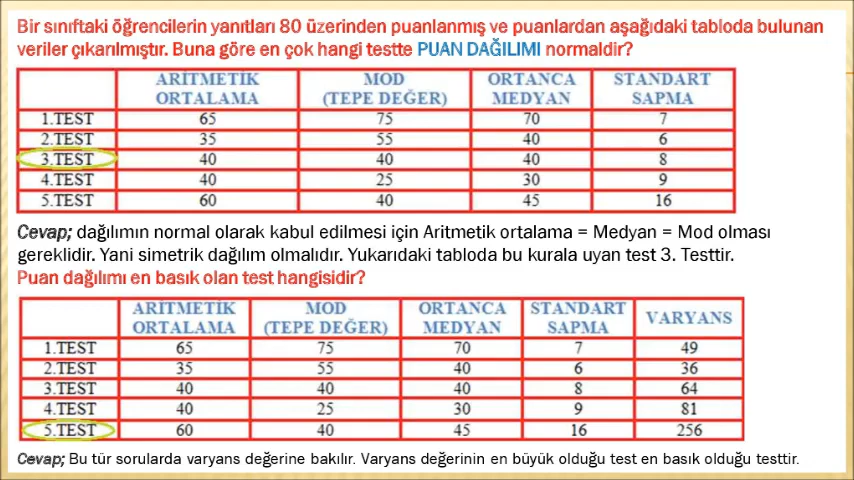 Bir sınıftaki öğrencilerin yanıtları 80 üzerinden puanlanmış ve puanlardan aşağıdaki tabloda bulunan
veriler çıkarılmıştır. Buna göre en çok hangi testte PUAN DAĞILIMI normaldir?
ARİTMETİK ORTALAMA MOD (TEPE DEĞER) ORTANCA MEDYAN STANDART SAPMA
1.TEST 65 75 70 7
2.TEST 35 55 40 6
3.TEST 40 40 40 8
4.TEST 40 25 30 9
5.TEST 60 40 45 16
Cevap; dağılımın normal olarak kabul edilmesi için Aritmetik ortalama = Medyan = Mod olması
gereklidir. Yani simetrik dağılım olmalıdır. Yukarıdaki tabloda bu kurala uyan test 3. Testtir.
Puan dağılımı en basık olan test hangisidir?
ARİTMETİK ORTALAMA MOD (TEPE DEĞER) ORTANCA MEDYAN STANDART SAPMA VARYANS
1.TEST 65 75 70 7 49
2.TEST 35 55 40 6 36
3.TEST 40 40 40 8 64
4.TEST 40 25 30 9 81
5.TEST 60 40 45 16 256
Cevap; Bu tür sorularda varyans değerine bakılır. Varyans değerinin en büyük olduğu test en basık olduğu testtir.